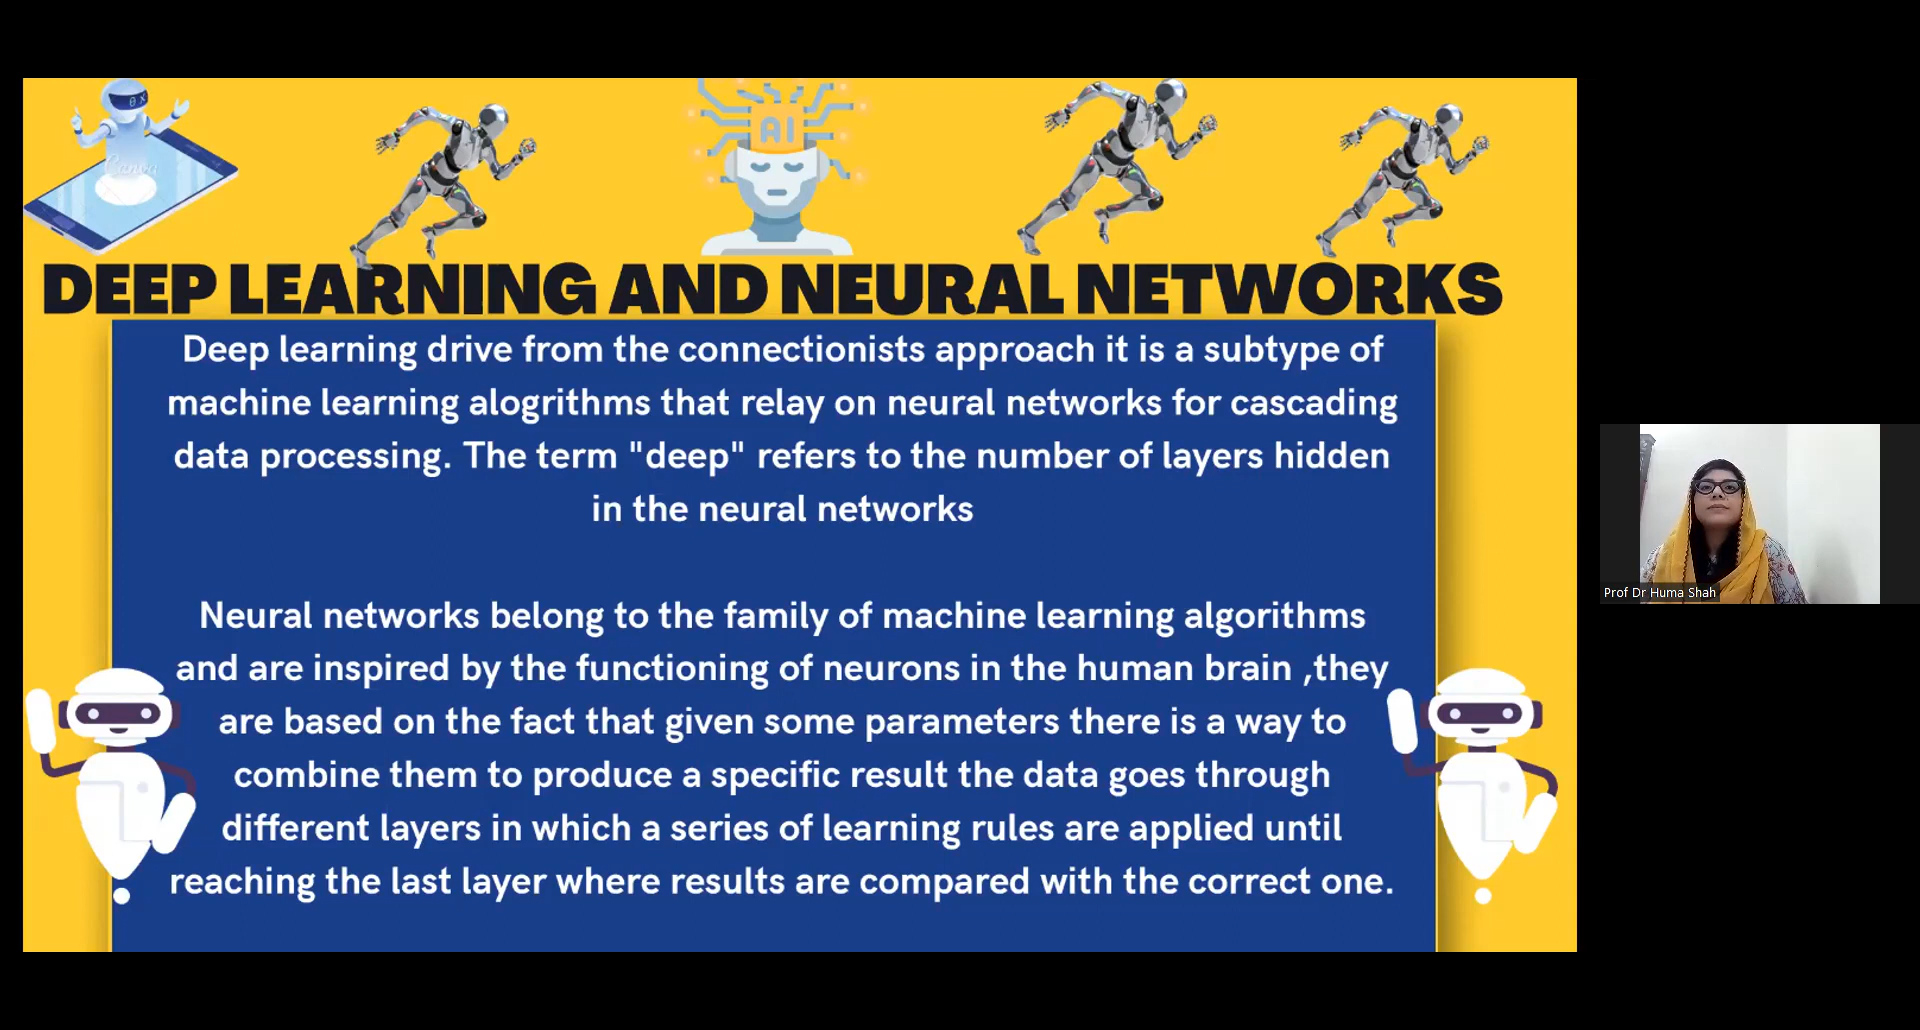 Canva
AI
DEEP LEARNING AND NEURAL NETWORKS
Deep learning drive from the connectionists approach it is a subtype of
machine learning alogrithms that relay on neural networks for cascading
data processing. The term "deep" refers to the number of layers hidden
in the neural networks
Neural networks belong to the family of machine learning algorithms
and are inspired by the functioning of neurons in the human brain ,they
are based on the fact that given some parameters there is a way to
combine them to produce a specific result the data goes through
different layers in which a series of learning rules are applied until
reaching the last layer where results are compared with the correct one.
Prof Dr Huma Shah